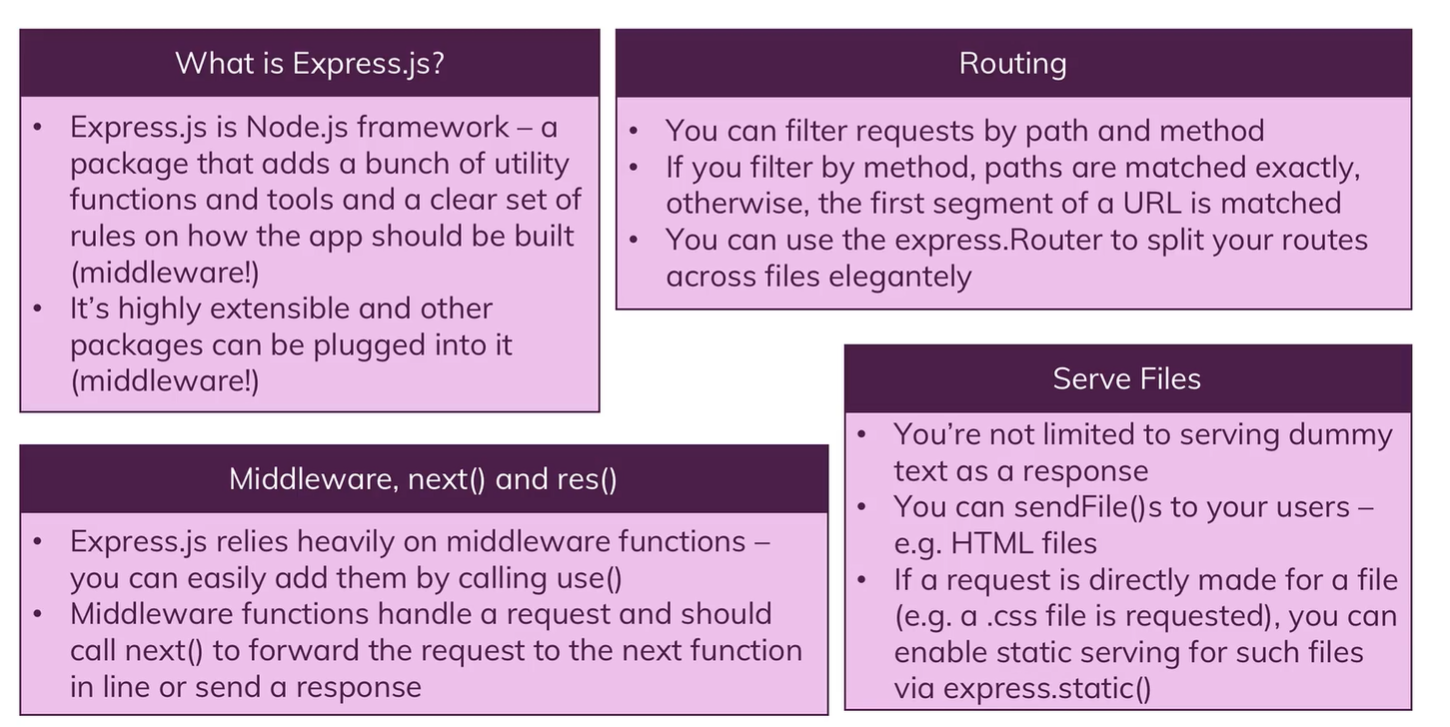 What is Express.js?
• Express.js is Node.js framework – a
package that adds a bunch of utility
functions and tools and a clear set of
rules on how the app should be built
(middleware!)
• It’s highly extensible and other
packages can be plugged into it
(middleware!)
Routing
• You can filter requests by path and method
• If you filter by method, paths are matched exactly,
otherwise, the first segment of a URL is matched
• You can use the express.Router to split your routes
across files elegantely
Middleware, next() and res()
• Express.js relies heavily on middleware functions –
you can easily add them by calling use()
• Middleware functions handle a request and should
call next() to forward the request to the next function
in line or send a response
Serve Files
• You’re not limited to serving dummy
text as a response
• You can sendFile()s to your users –
e.g. HTML files
• If a request is directly made for a file
(e.g. a .css file is requested), you can
enable static serving for such files
via express.static()